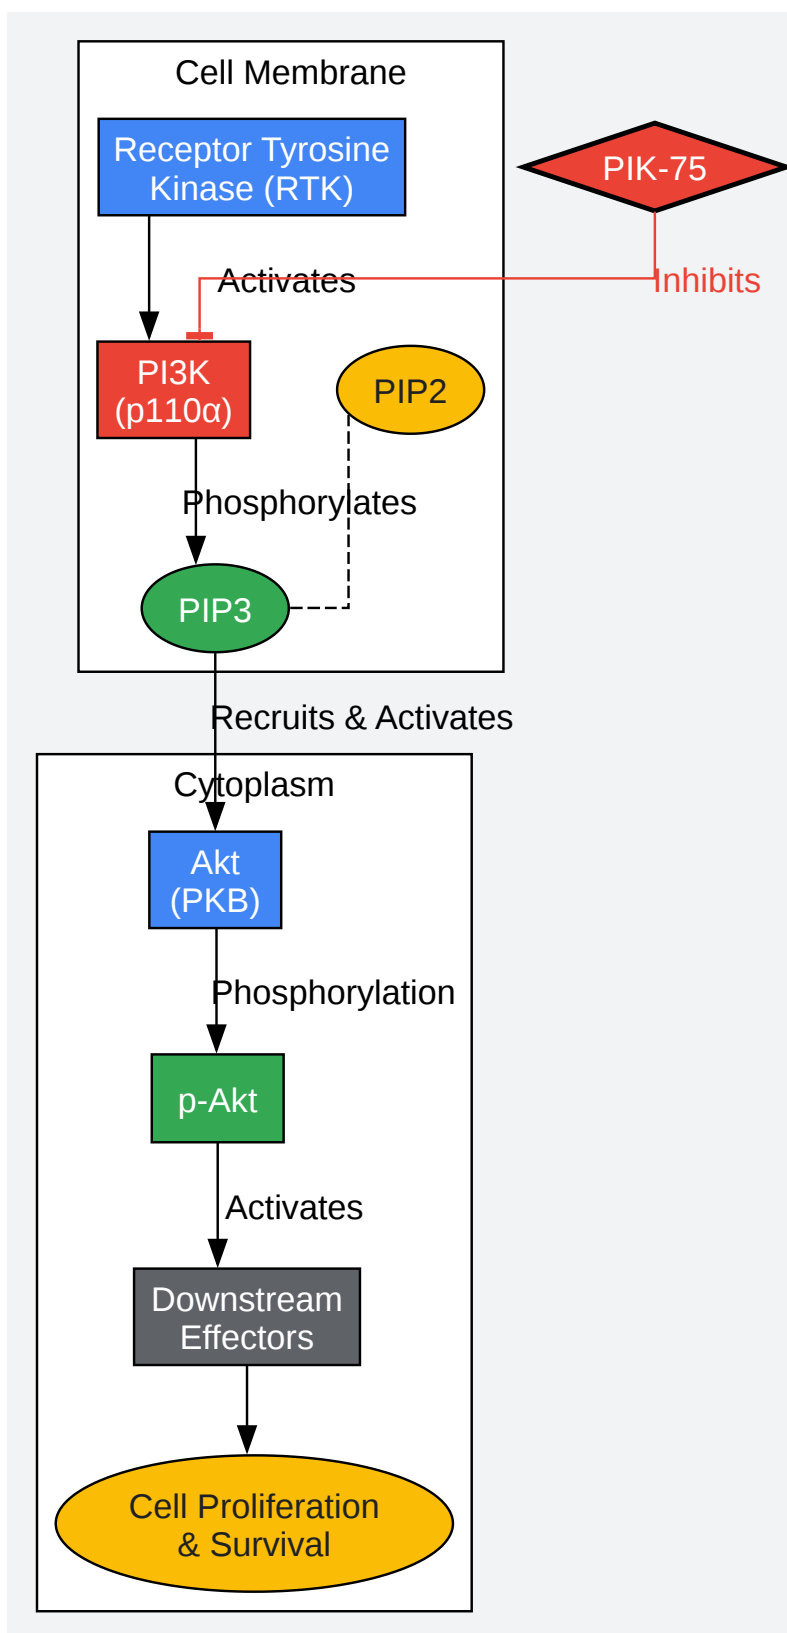 Cell Membrane
Receptor Tyrosine
Kinase (RTK)
PIK-75
Activates
Inhibits
PI3K
(p110α)
PIP2
Phosphorylates
PIP3
Recruits & Activates
Cytoplasm
Akt
(PKB)
Phosphorylation
p-Akt
Activates
Downstream
Effectors
Cell Proliferation
& Survival